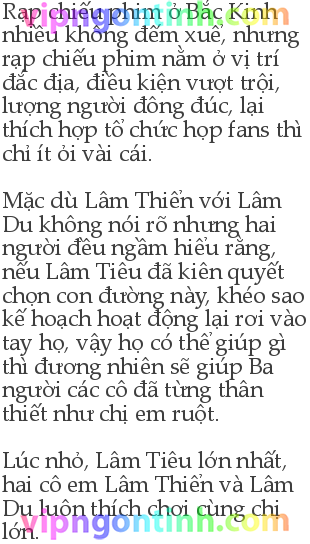 Rạp chiếu phim ở Bắc Kinh
nhiều không đếm xuể, nhưng
rạp chiếu phim nằm ở vị trí
đắc địa, điều kiện vượt trội,
lượng người đông đúc, lại
thích hợp tổ chức họp fans thì
chỉ ít ỏi vài cái.
Mặc dù Lâm Thiển với Lâm
Du không nói rõ nhưng hai
người đều ngầm hiểu rằng,
nếu Lâm Tiêu đã kiên quyết
chọn con đường này, khéo sao
kế hoạch hoạt động lại rơi vào
tay họ, vậy họ có thể giúp gì
thì đương nhiên sẽ giúp Ba
người các cô đã từng thân
thiết như chị em ruột.
Lúc nhỏ, Lâm Tiêu lớn nhất,
hai cô em Lâm Thiển và Lâm
Du luôn thích chơi cùng chị
lớn.
vipngontinh.com
vipngontinh.com